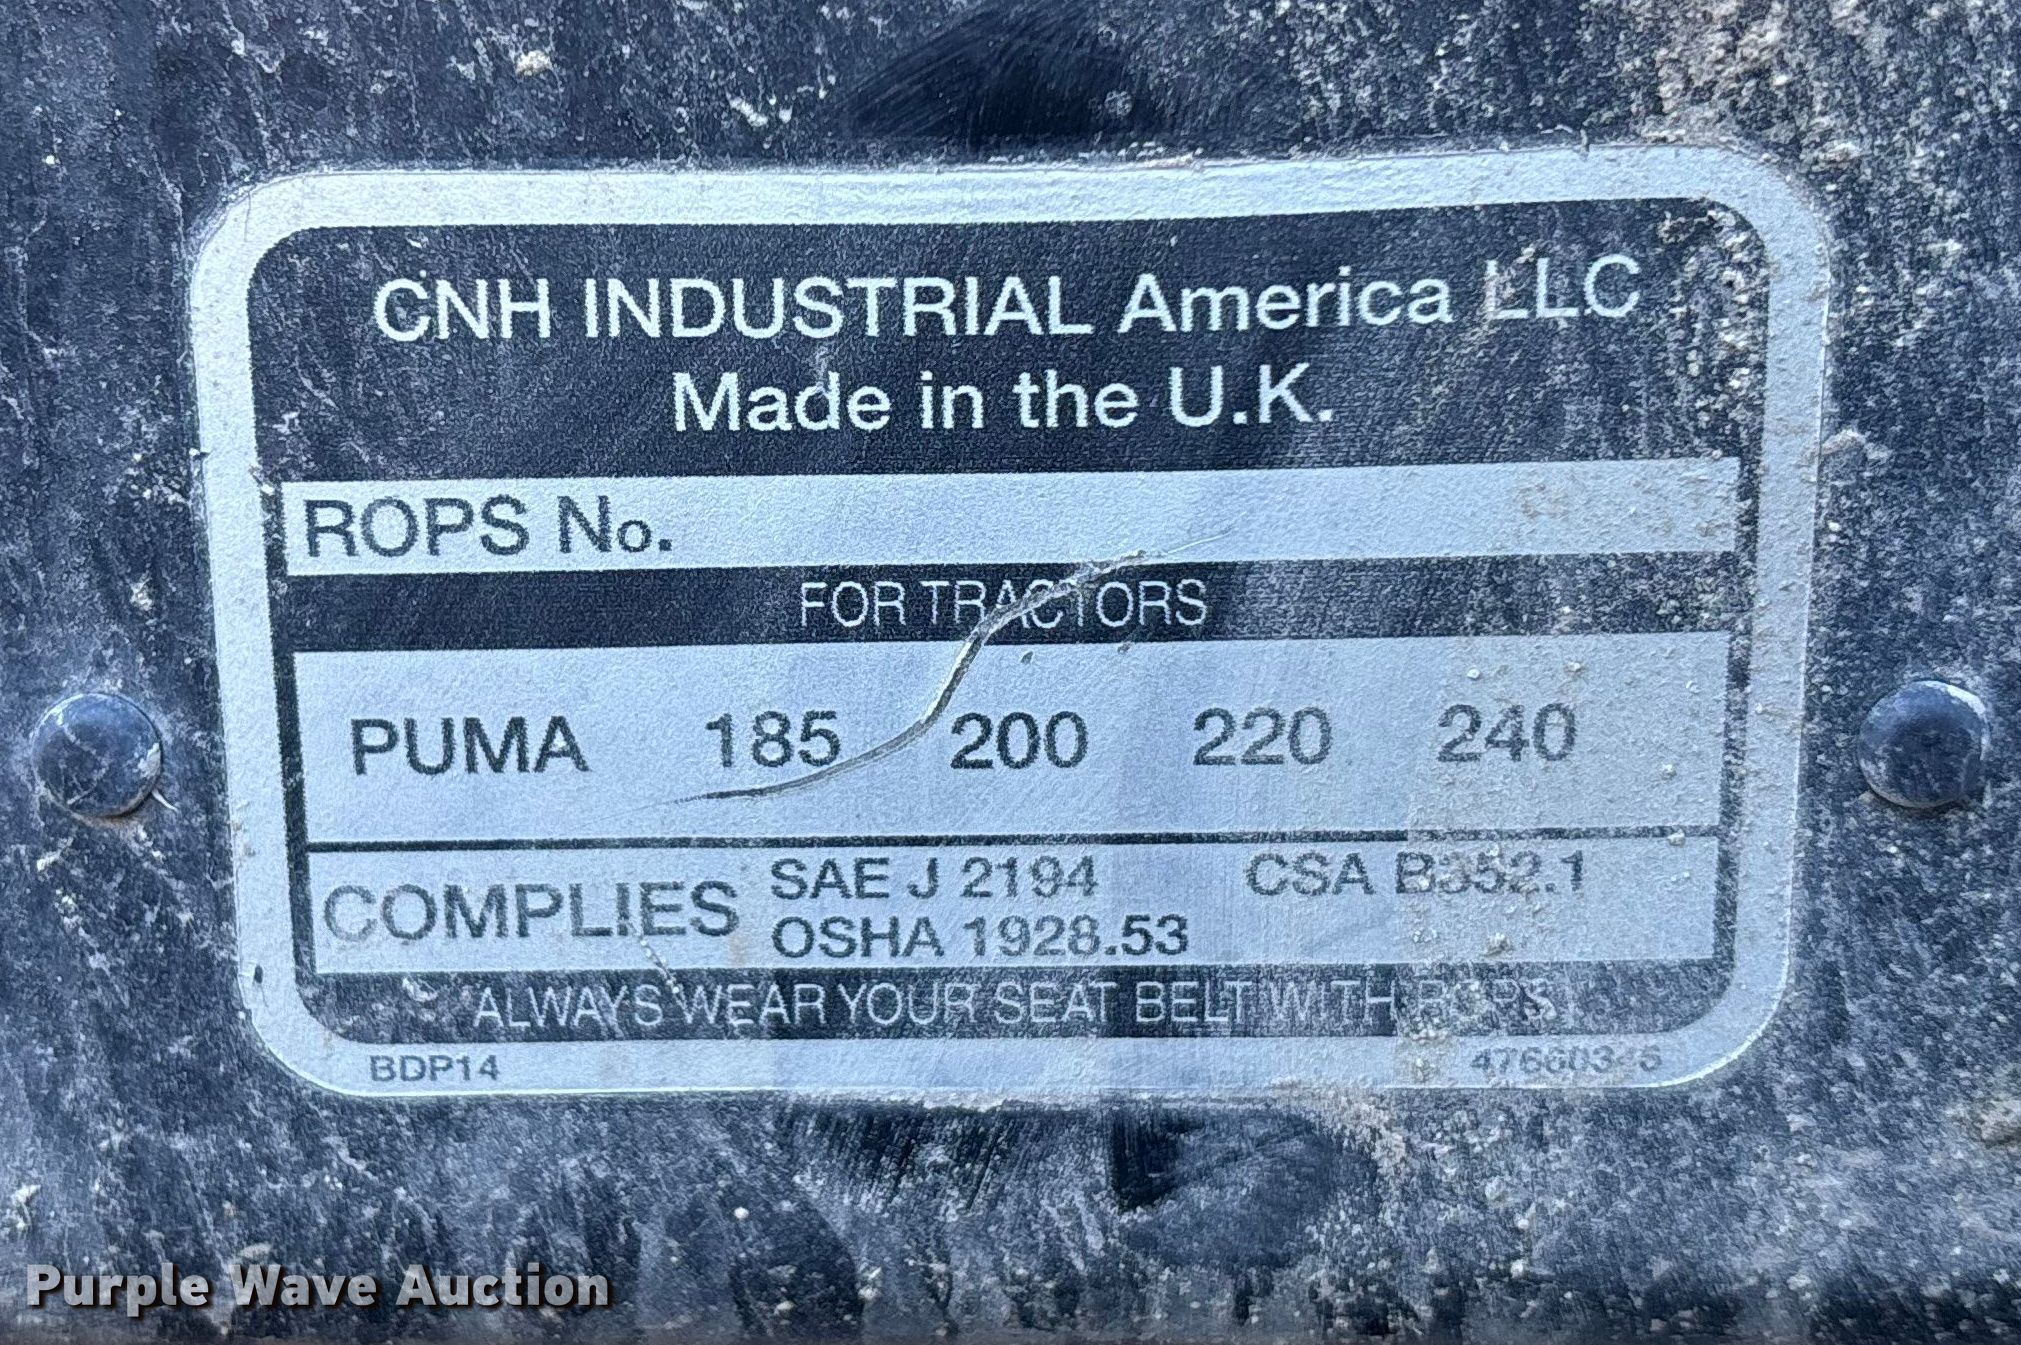 CNH INDUSTRIAL America LLC
Made in the U.K.
ROPS No.
FOR TRACTORS
PUMA 185 200 220 240
COMPLIES SAE J 2194 CSA B352.1
OSHA 1928.53
ALWAYS WEAR YOUR SEAT BELT WITH ROPS
BDP14
Purple Wave Auction